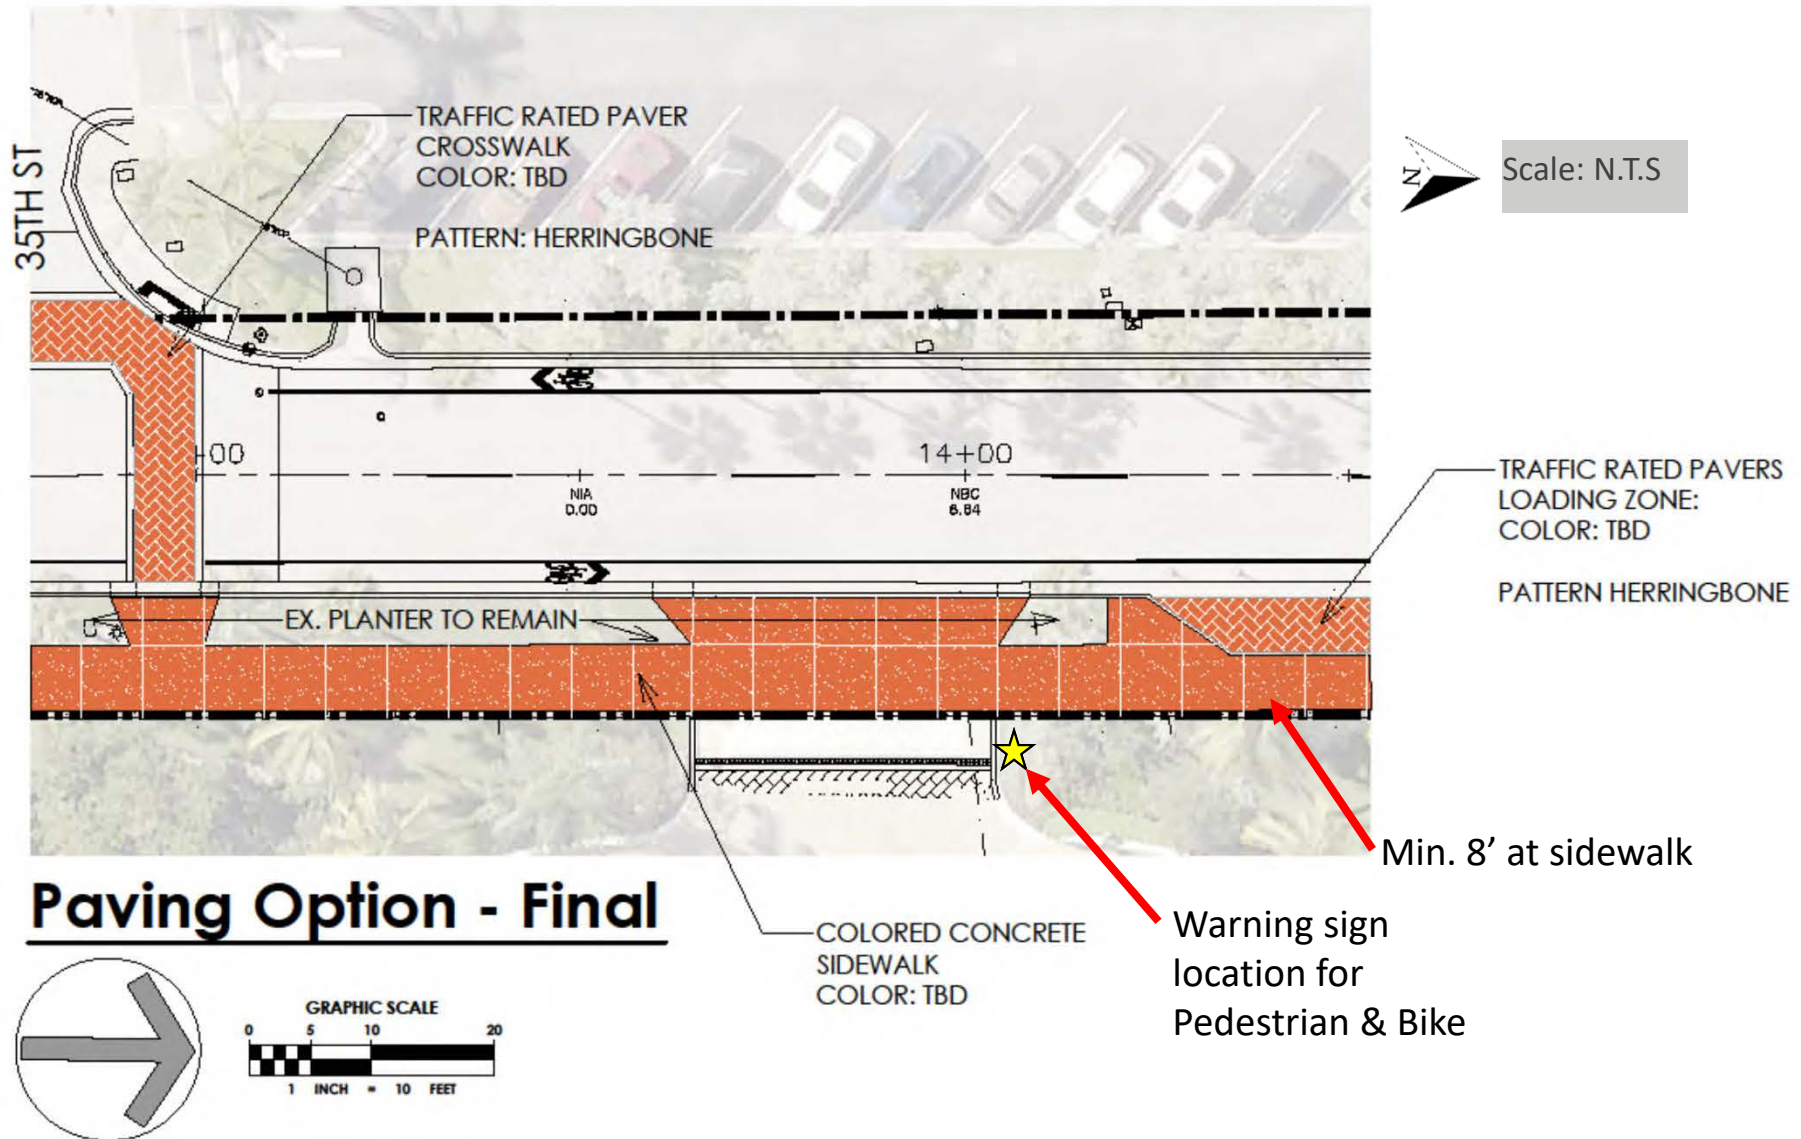 TRAFFIC RATED PAVER
CROSSWALK
COLOR: TBD
PATTERN: HERRINGBONE
35TH ST
N
Scale: N.T.S
+00
14+00
NIA
0.00
NBC
6.84
TRAFFIC RATED PAVERS
LOADING ZONE:
COLOR: TBD
PATTERN HERRINGBONE
EX. PLANTER TO REMAIN
Min. 8’ at sidewalk
Paving Option - Final
COLORED CONCRETE
SIDEWALK
COLOR: TBD
Warning sign
location for
Pedestrian & Bike
GRAPHIC SCALE
0 5 10 20
1 INCH = 10 FEET